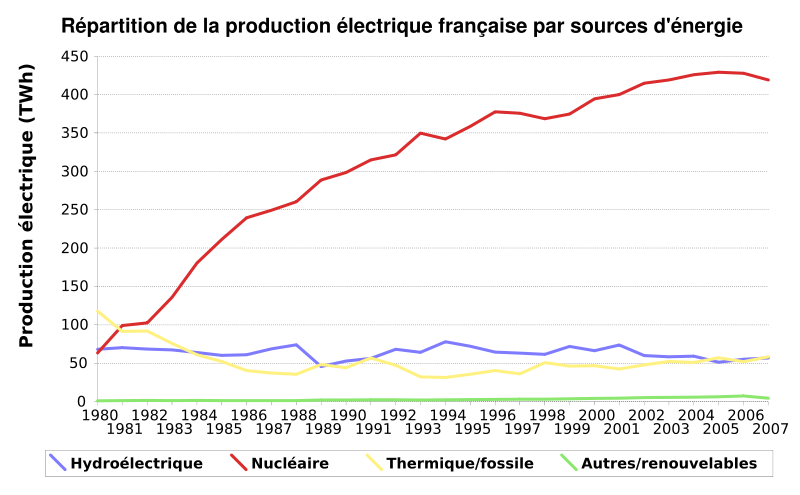 Répartition de la production électrique française par sources d'énergie
Production électrique (TWh)
450
400
350
300
250
200
150
100
50
0
1980 1982 1984 1986 1988 1990 1992 1994 1996 1998 2000 2002 2004 2006
1981 1983 1985 1987 1989 1991 1993 1995 1997 1999 2001 2003 2005 2007
Hydroélectrique Nucléaire Thermique/fossile Autres/renouvelables